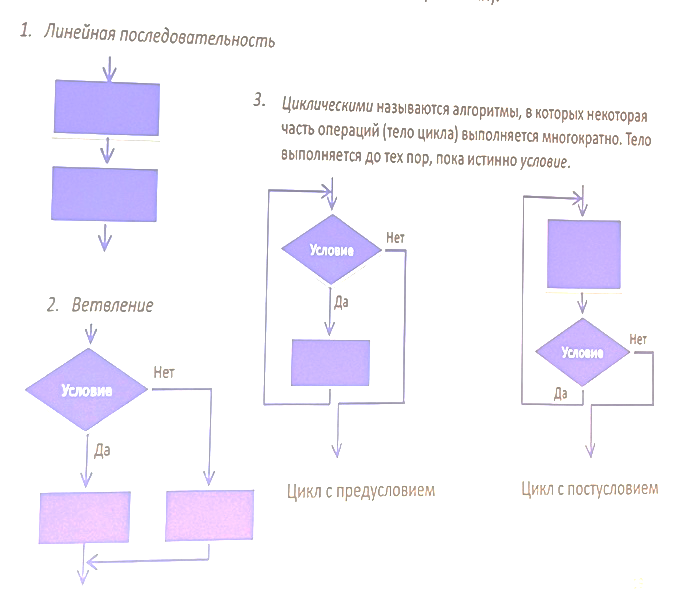 1. Линейная последовательность
3. Циклическими называются алгоритмы, в которых некоторая
часть операций (тело цикла) выполняется многократно. Тело
выполняется до тех пор, пока истинно условие.
Условие
Нет
Да
Условие
Нет
Да
2. Ветвление
Условие
Нет
Да
Цикл с предусловием
Цикл с постусловием